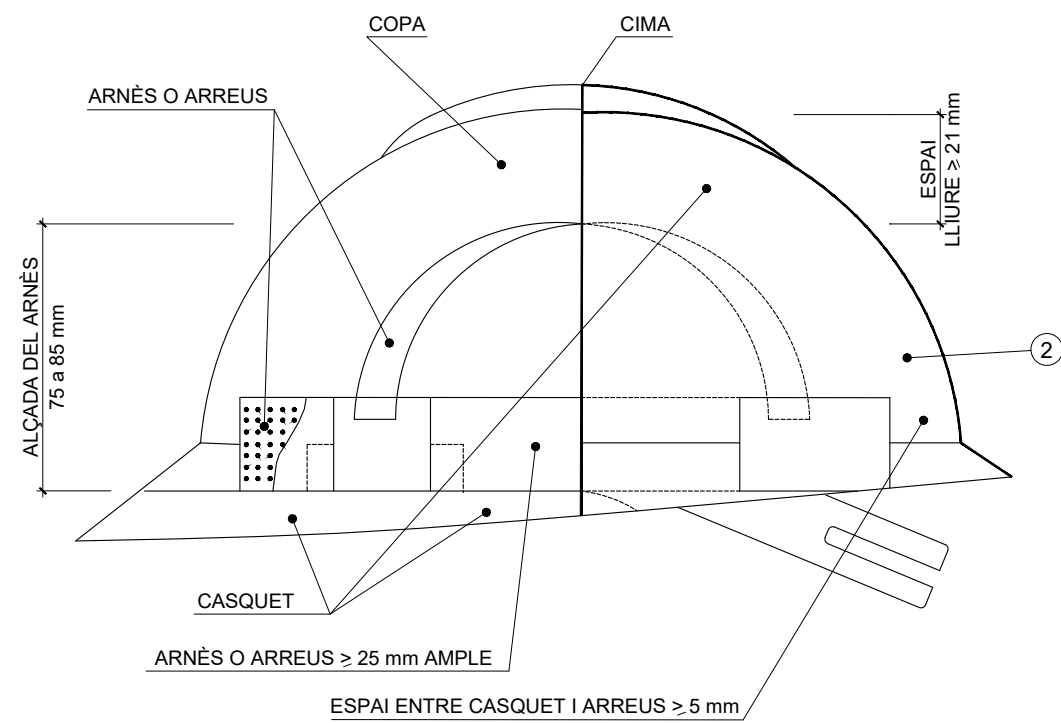 COPA
CIMA
ARNÈS O ARREUS
ESPAI
LLIURE ≥ 21 mm
ALÇADA DEL ARNÈS
75 a 85 mm
2
CASQUET
ARNÈS O ARREUS ≥ 25 mm AMPLE
ESPAI ENTRE CASQUET I ARREUS ≥ 5 mm